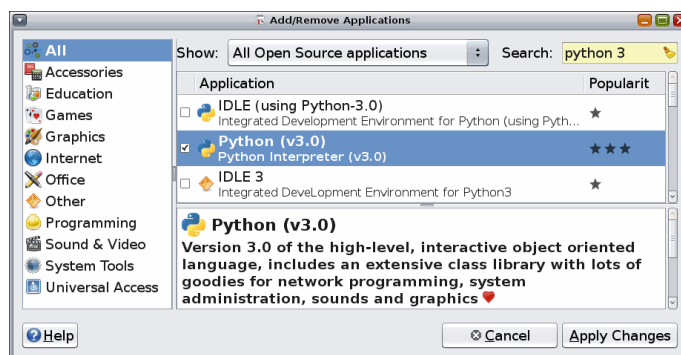 Add/Remove Applications
All
Accessories
Education
Games
Graphics
Internet
Office
Other
Programming
Sound & Video
System Tools
Universal Access
Show: All Open Source applications Search: python 3
Application Popularit
IDLE (using Python-3.0)
Integrated Development Environment for Python (using Pyth...
Python (v3.0)
Python Interpreter (v3.0)
IDLE 3
Integrated DeveLopment Environment for Python3
Python (v3.0)
Version 3.0 of the high-level, interactive object oriented
language, includes an extensive class library with lots of
goodies for network programming, system
administration, sounds and graphics
Help Cancel Apply Changes